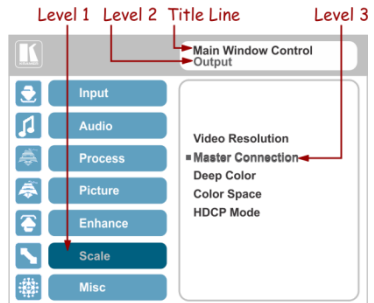 Level 1 Level 2 Title Line Level 3
Main Window Control
Output
Input
Audio
Process
Picture
Enhance
Scale
Misc
Video Resolution
Master Connection
Deep Color
Color Space
HDCP Mode